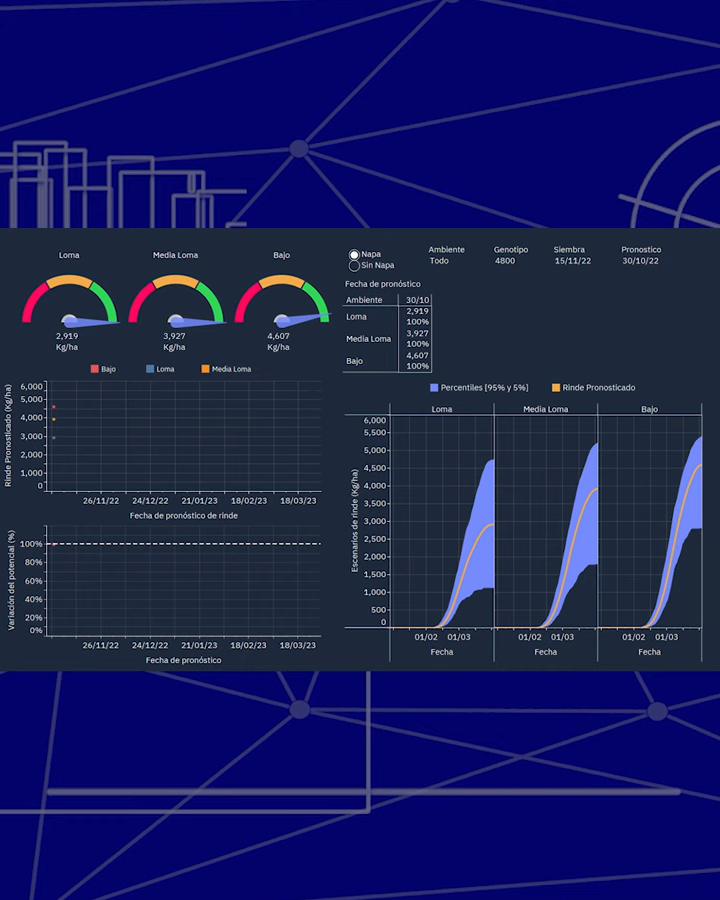 Loma
Media Loma
Bajo
2,919
Kg/ha
3,927
Kg/ha
4,607
Kg/ha
Napa
Sin Napa
Ambiente
Todo
Genotipo
4800
Siembra
15/11/22
Pronostico
30/10/22
Fecha de pronóstico
Ambiente 30/10
Loma 2,919
100%
Media Loma 3,927
100%
Bajo 4,607
100%
Bajo Loma Media Loma
Rinde Pronosticado (Kg/ha)
6,000
5,000
4,000
3,000
2,000
1,000
0
26/11/22 24/12/22 21/01/23 18/02/23 18/03/23
Fecha de pronóstico de rinde
Variación del potencial (%)
100%
80%
60%
40%
20%
0%
26/11/22 24/12/22 21/01/23 18/02/23 18/03/23
Fecha de pronóstico
Percentiles [95% y 5%] Rinde Pronosticado
Loma Media Loma Bajo
Escenarios de rinde (Kg/ha)
6,000
5,500
5,000
4,500
4,000
3,500
3,000
2,500
2,000
1,500
1,000
500
0
01/02 01/03 01/02 01/03 01/02 01/03
Fecha Fecha Fecha